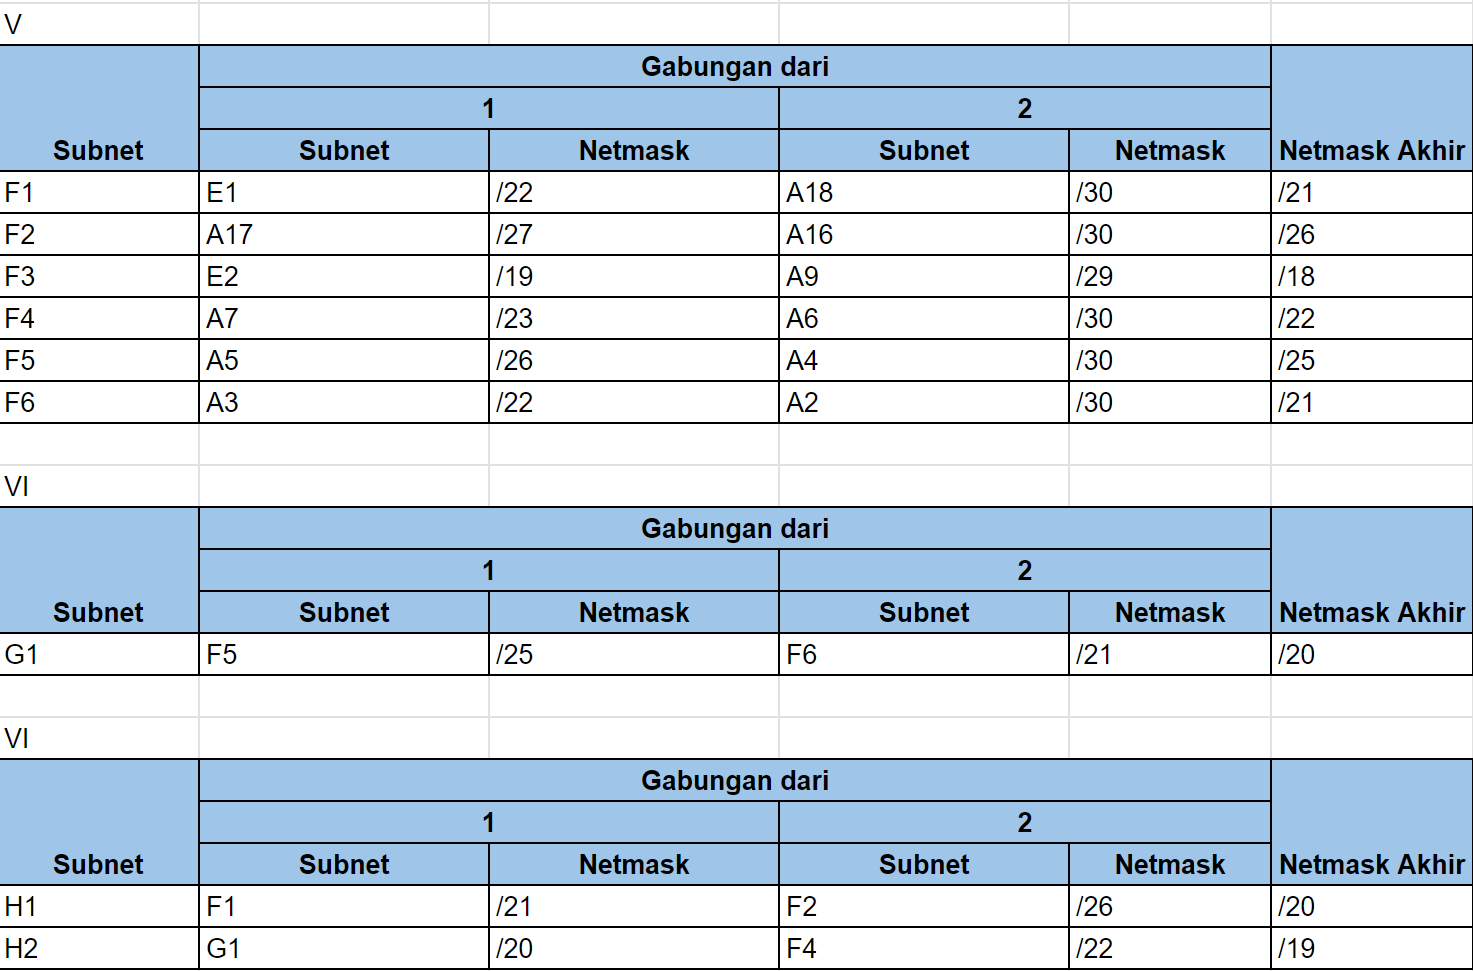 V
Gabungan dari
1 2
Subnet Subnet Netmask Subnet Netmask Netmask Akhir
F1 E1 /22 A18 /30 /21
F2 A17 /27 A16 /30 /26
F3 E2 /19 A9 /29 /18
F4 A7 /23 A6 /30 /22
F5 A5 /26 A4 /30 /25
F6 A3 /22 A2 /30 /21
VI
Gabungan dari
1 2
Subnet Subnet Netmask Subnet Netmask Netmask Akhir
G1 F5 /25 F6 /21 /20
VI
Gabungan dari
1 2
Subnet Subnet Netmask Subnet Netmask Netmask Akhir
H1 F1 /21 F2 /26 /20
H2 G1 /20 F4 /22 /19